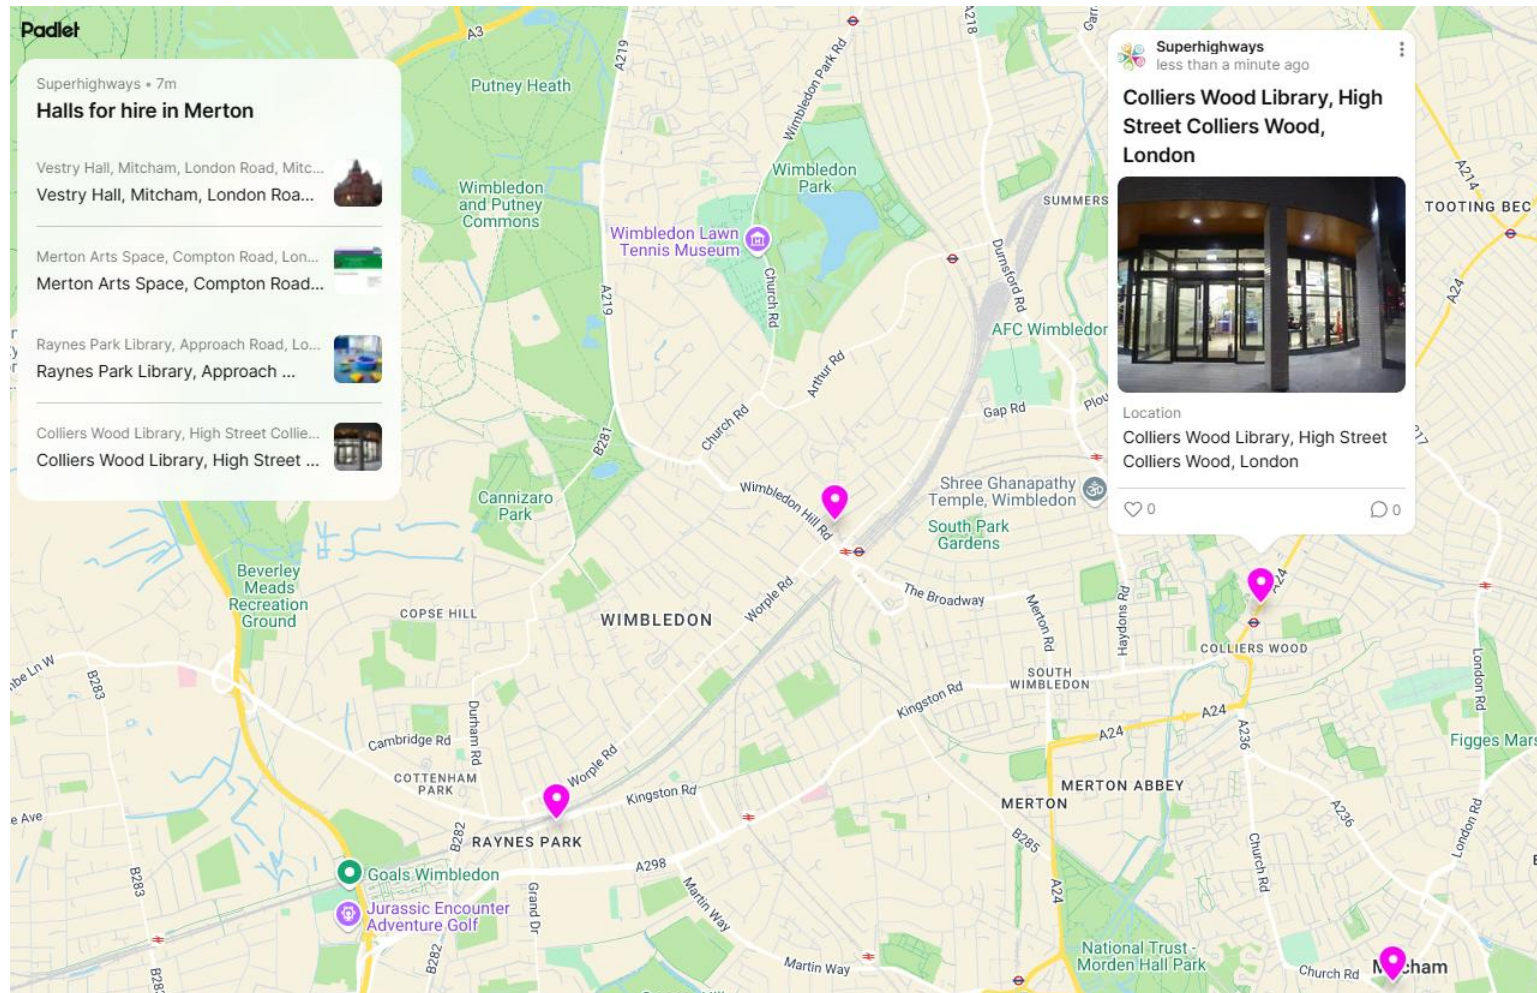 Padlet
Superhighways • 7m
Halls for hire in Merton
Vestry Hall, Mitcham, London Road, Mitc...
Vestry Hall, Mitcham, London Roa...
Merton Arts Space, Compton Road, Lon...
Merton Arts Space, Compton Road...
Raynes Park Library, Approach Road, Lo...
Raynes Park Library, Approach ...
Colliers Wood Library, High Street Collie...
Colliers Wood Library, High Street ...
Superhighways
less than a minute ago
Colliers Wood Library, High
Street Colliers Wood,
London
Location
Colliers Wood Library, High Street
Colliers Wood, London
0
0
A3
A219
A218
Putney Heath
Wimbledon Park Rd
Wimbledon
Park
Wimbledon
and Putney
Commons
Wimbledon Lawn
Tennis Museum
Church Rd
SUMMERS
Durnsford Rd
A214
TOOTING BEC
A24
A219
AFC Wimbledon
Arthur Rd
Gap Rd
Church Rd
B281
Cannizaro
Park
Wimbledon Hill Rd
Shree Ghanapathy
Temple, Wimbledon
South Park
Gardens
Beverley
Meads
Recreation
Ground
COPSE HILL
WIMBLEDON
Worple Rd
The Broadway
Merton Rd
Haydons Rd
A24
COLLIERS WOOD
SOUTH
WIMBLEDON
London Rd
B283
Durham Rd
Kingston Rd
A24
A24
A236
Cambridge Rd
Worple Rd
Figges Mars
COTTENHAM
PARK
Kingston Rd
MERTON ABBEY
MERTON
A236
B282
RAYNES PARK
B285
London Rd
A298
Goals Wimbledon
B283
Grand Dr
Martin Way
A24
Church Rd
Jurassic Encounter
Adventure Golf
B282
National Trust -
Morden Hall Park
Martin Way
Church Rd
Mitcham